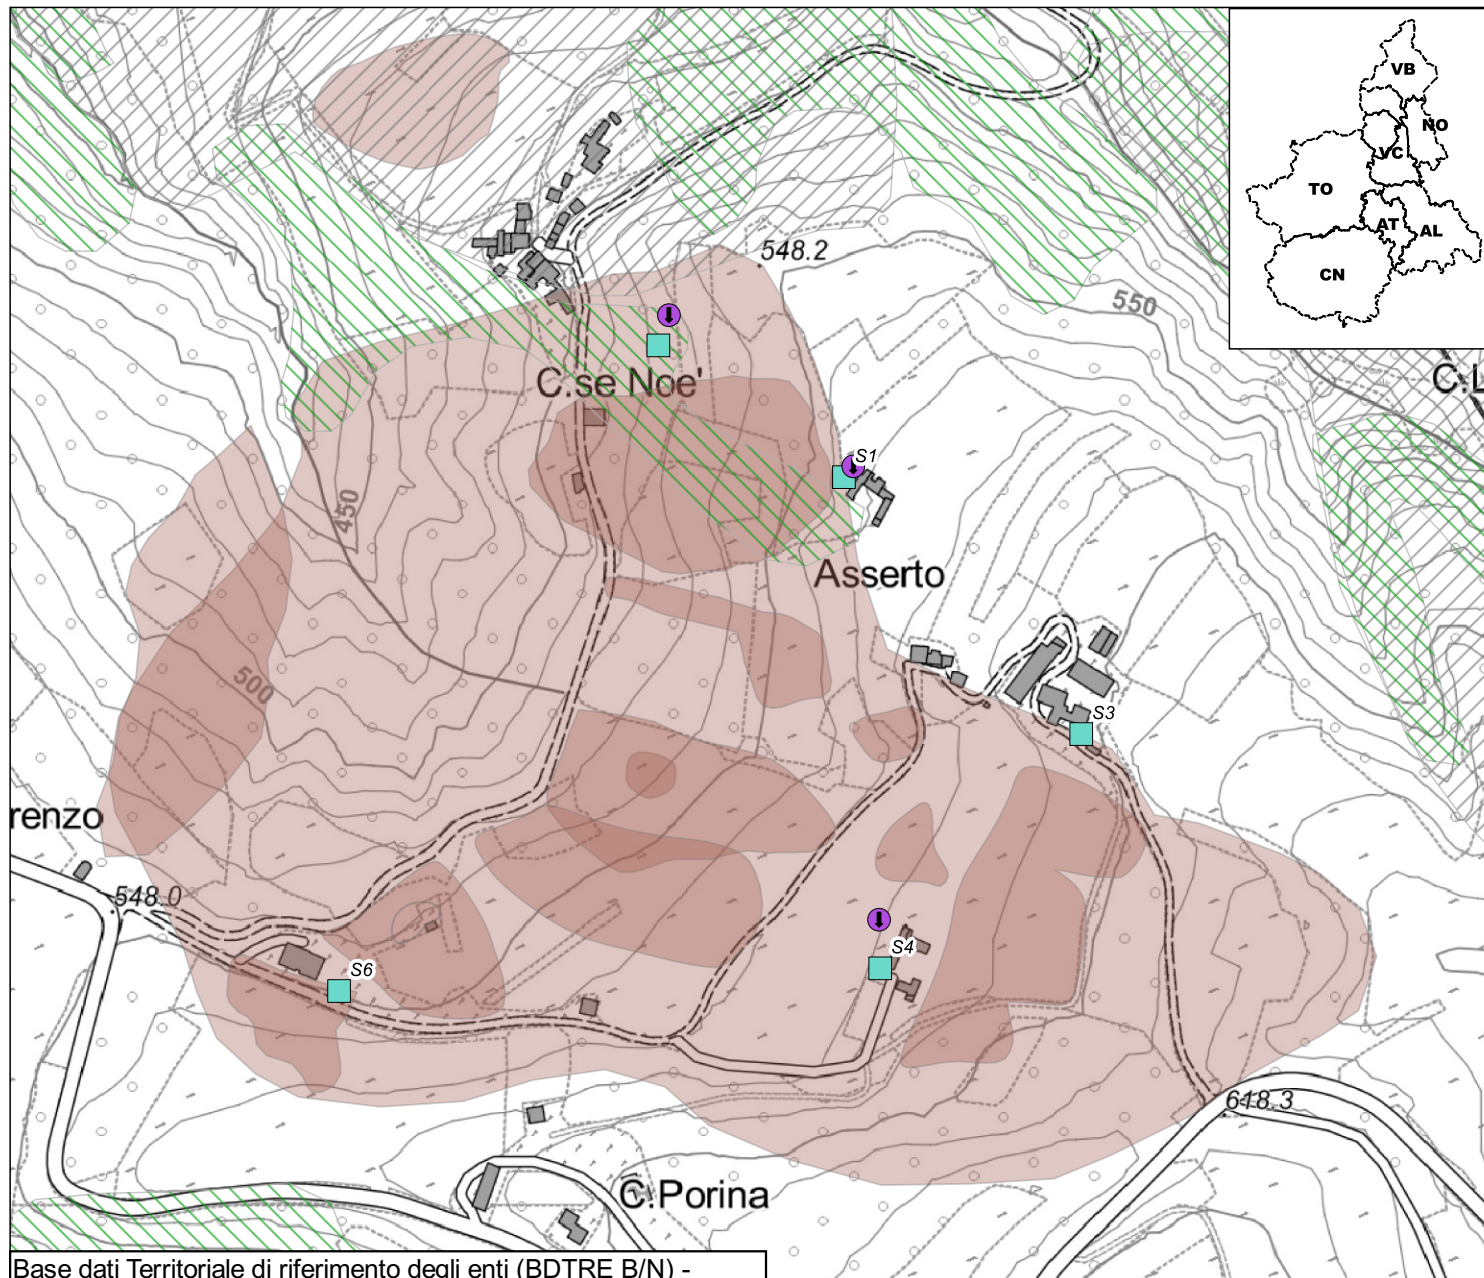 VB
NO
VC
TO
AT
AL
CN
548.2
550
C.se Noe'
C.L
S1
450
Asserto
500
S3
renzo
548.0
S4
S6
618.3
C.Porina
Base dati Territoriale di riferimento degli enti (BDTRE B/N) -